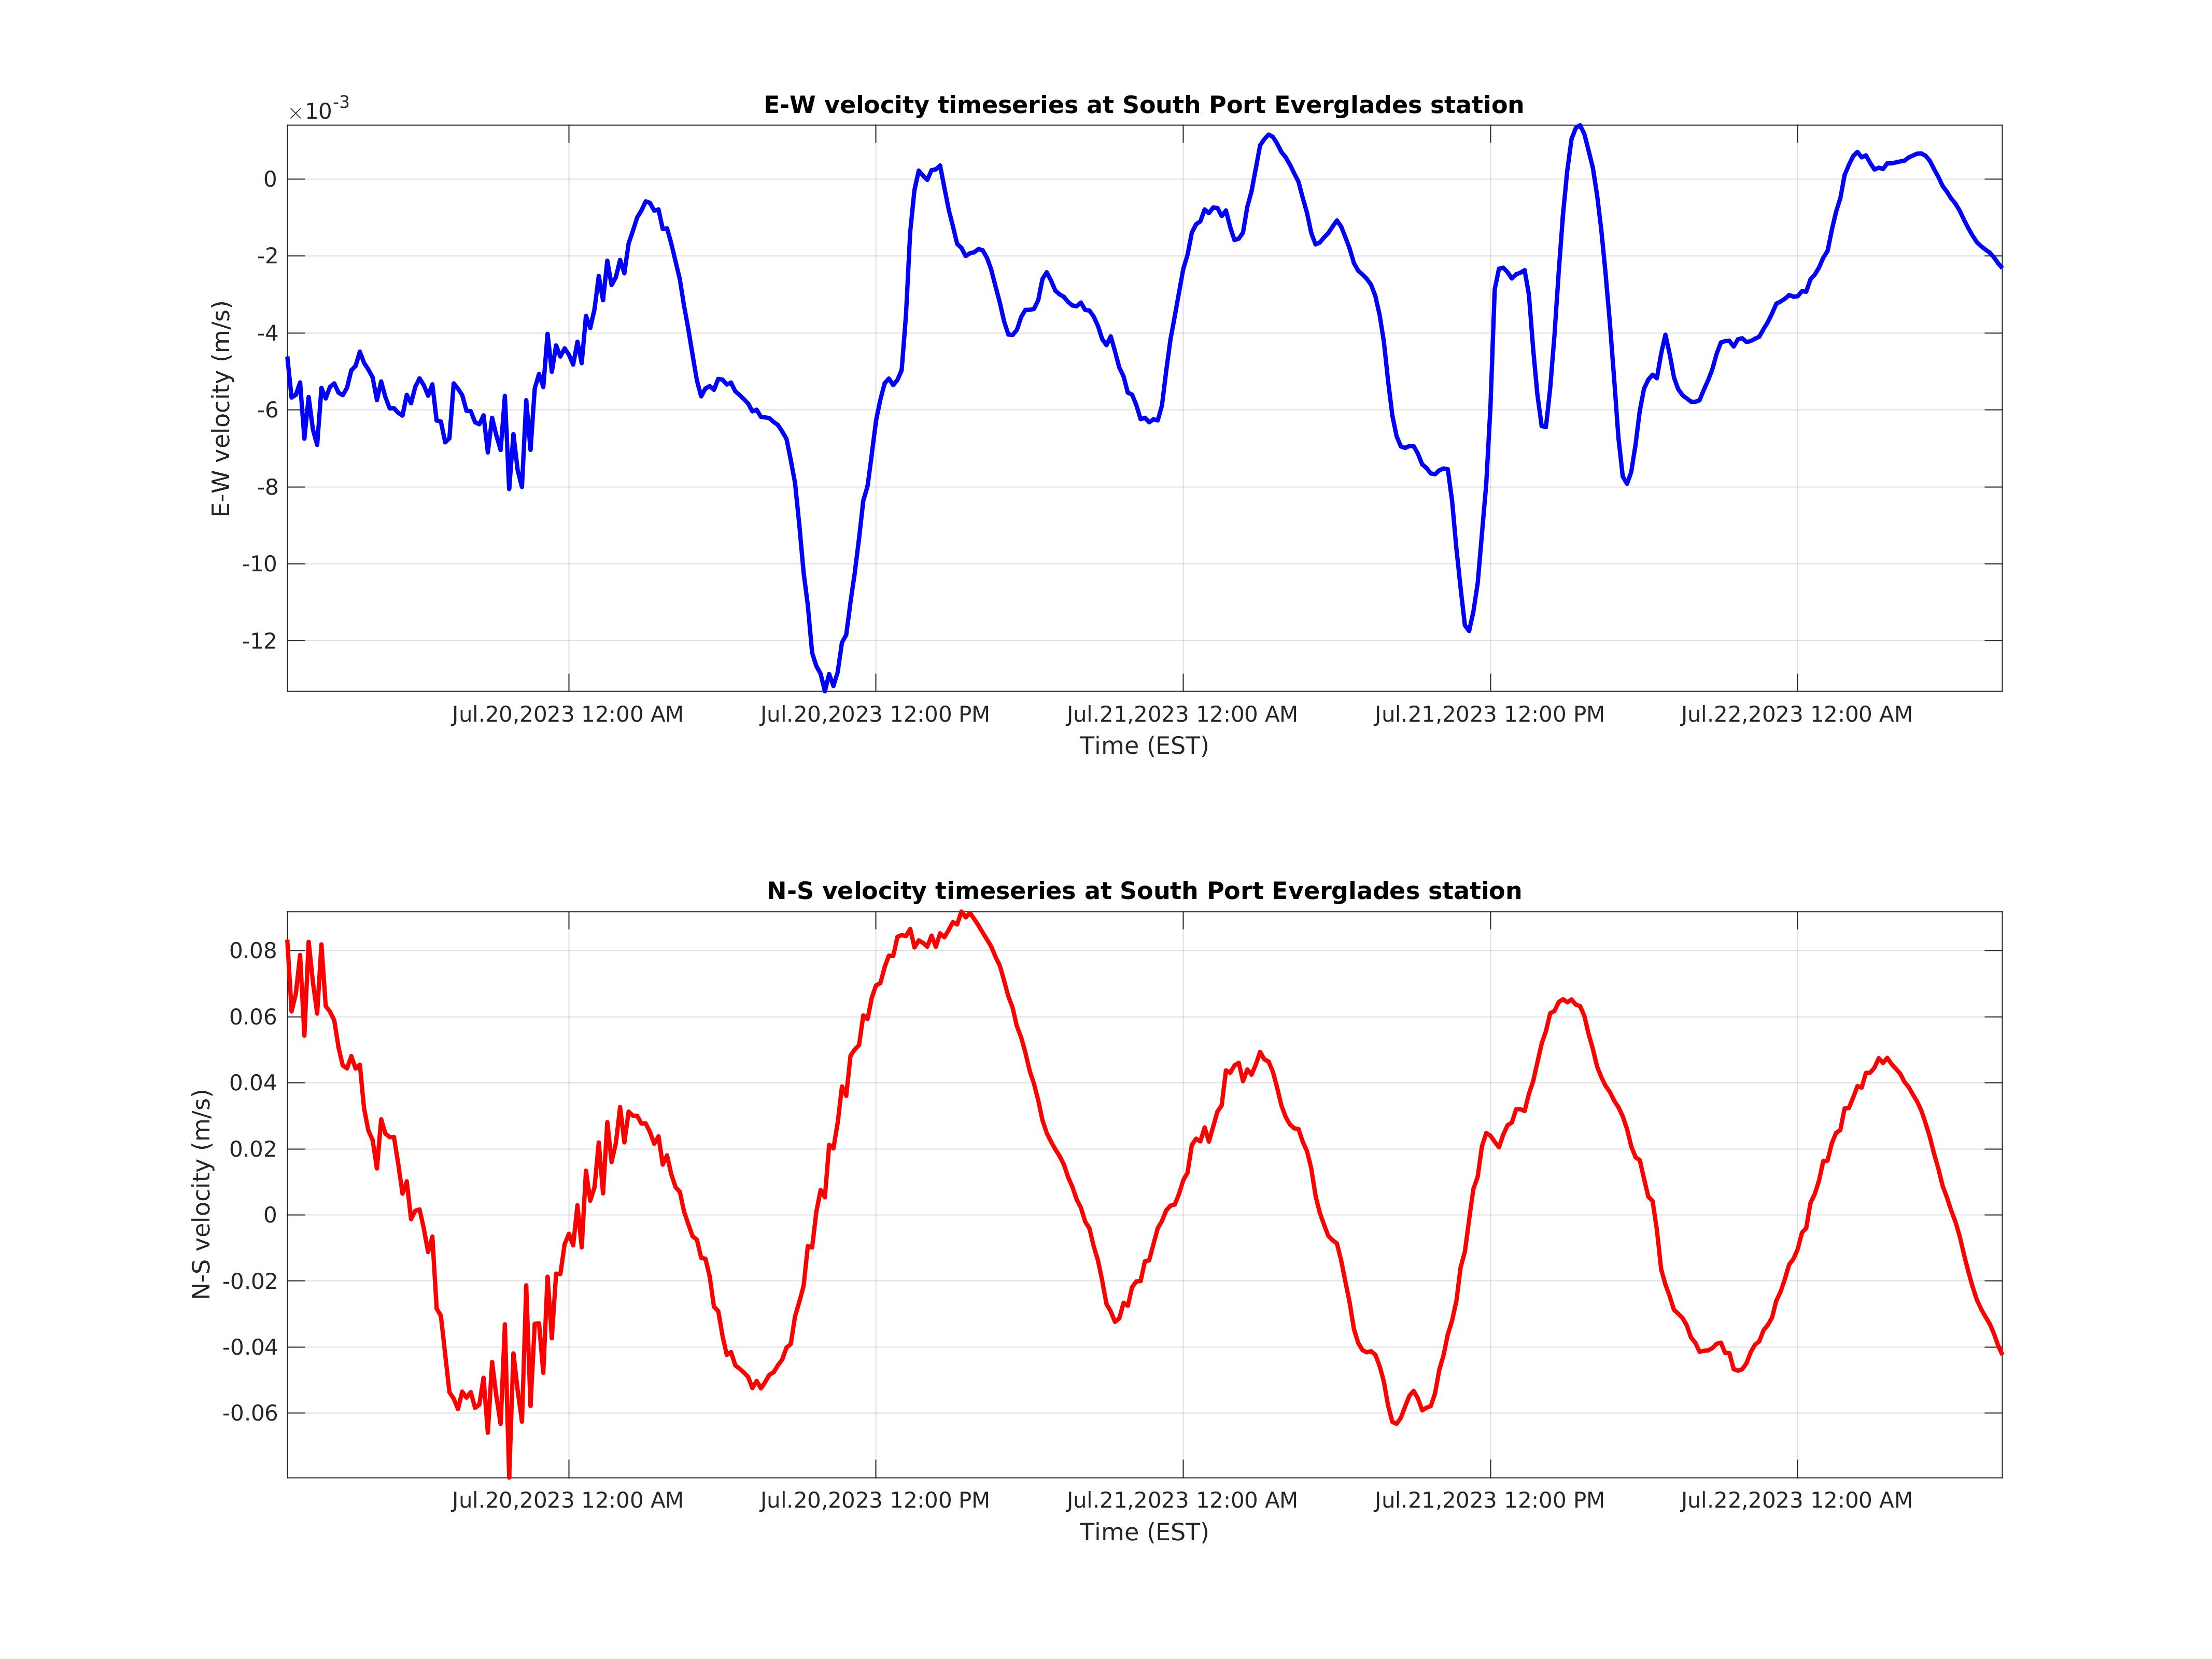 E-W velocity timeseries at South Port Everglades station
×10-3
E-W velocity (m/s)
0
-2
-4
-6
-8
-10
-12
Jul.20,2023 12:00 AM Jul.20,2023 12:00 PM Jul.21,2023 12:00 AM Jul.21,2023 12:00 PM Jul.22,2023 12:00 AM
Time (EST)
N-S velocity timeseries at South Port Everglades station
N-S velocity (m/s)
0.08
0.06
0.04
0.02
0
-0.02
-0.04
-0.06
Jul.20,2023 12:00 AM Jul.20,2023 12:00 PM Jul.21,2023 12:00 AM Jul.21,2023 12:00 PM Jul.22,2023 12:00 AM
Time (EST)